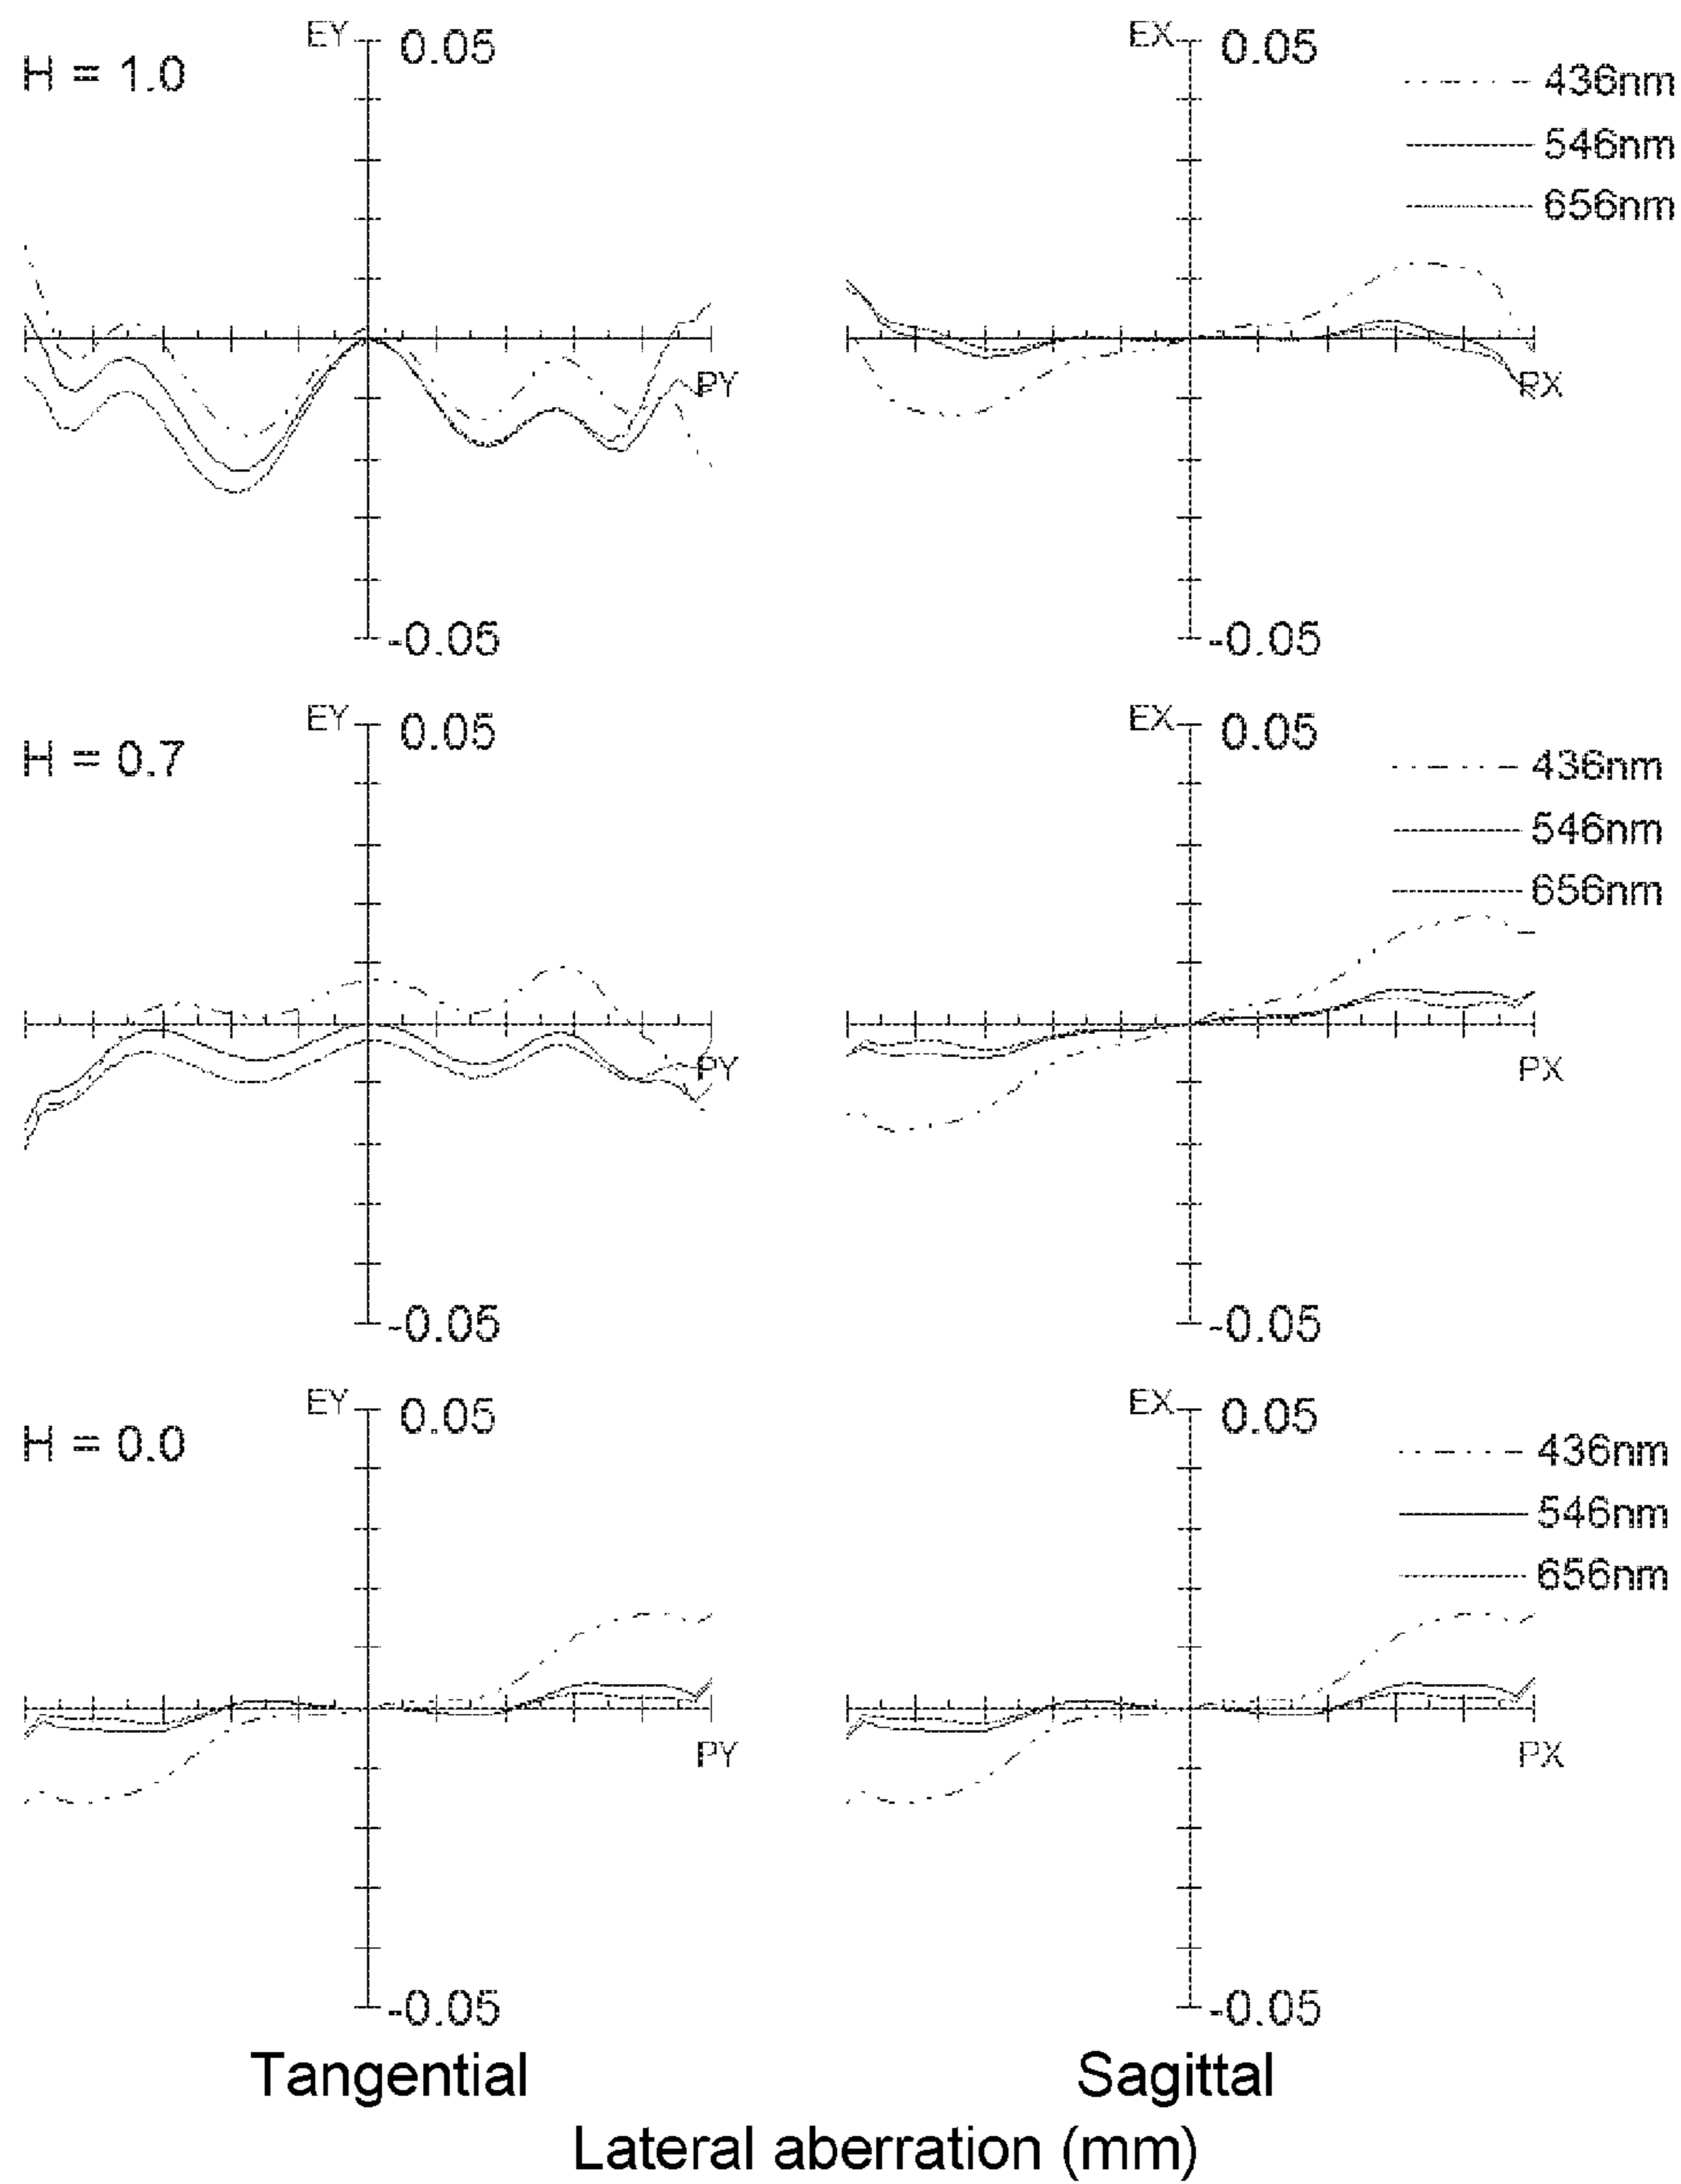 EY 0.05
EX 0.05
H = 1.0
436nm
546nm
656nm
PY
PX
-0.05
-0.05
EY 0.05
EX 0.05
H = 0.7
436nm
546nm
656nm
PY
PX
-0.05
-0.05
EY 0.05
EX 0.05
H = 0.0
436nm
546nm
656nm
PY
PX
-0.05
-0.05
Tangential
Sagittal
Lateral aberration (mm)